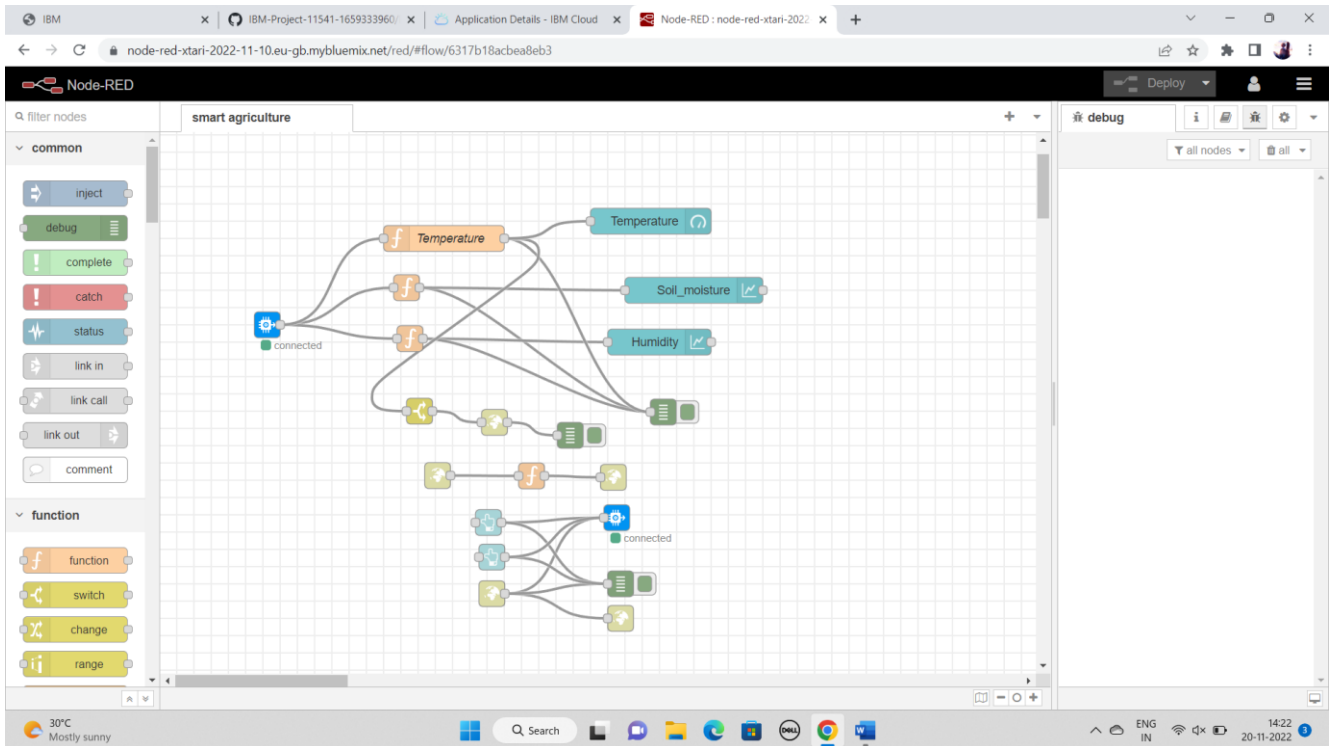 IBM
IBM-Project-11541-1659333960/
Application Details - IBM Cloud
Node-RED : node-red-xtari-2022
node-red-xtari-2022-11-10.eu-gb.mybluemix.net/red/#flow/6317b18acbea8eb3
Node-RED
Deploy
filter nodes
smart agriculture
debug
i
common
all nodes
all
inject
debug
complete
catch
status
link in
link call
link out
comment
function
function
switch
change
range
Temperature
Temperature
Soil_moisture
Humidity
connected
connected
30°C
Mostly sunny
Search
DELL
W
ENG
IN
14:22
20-11-2022
3